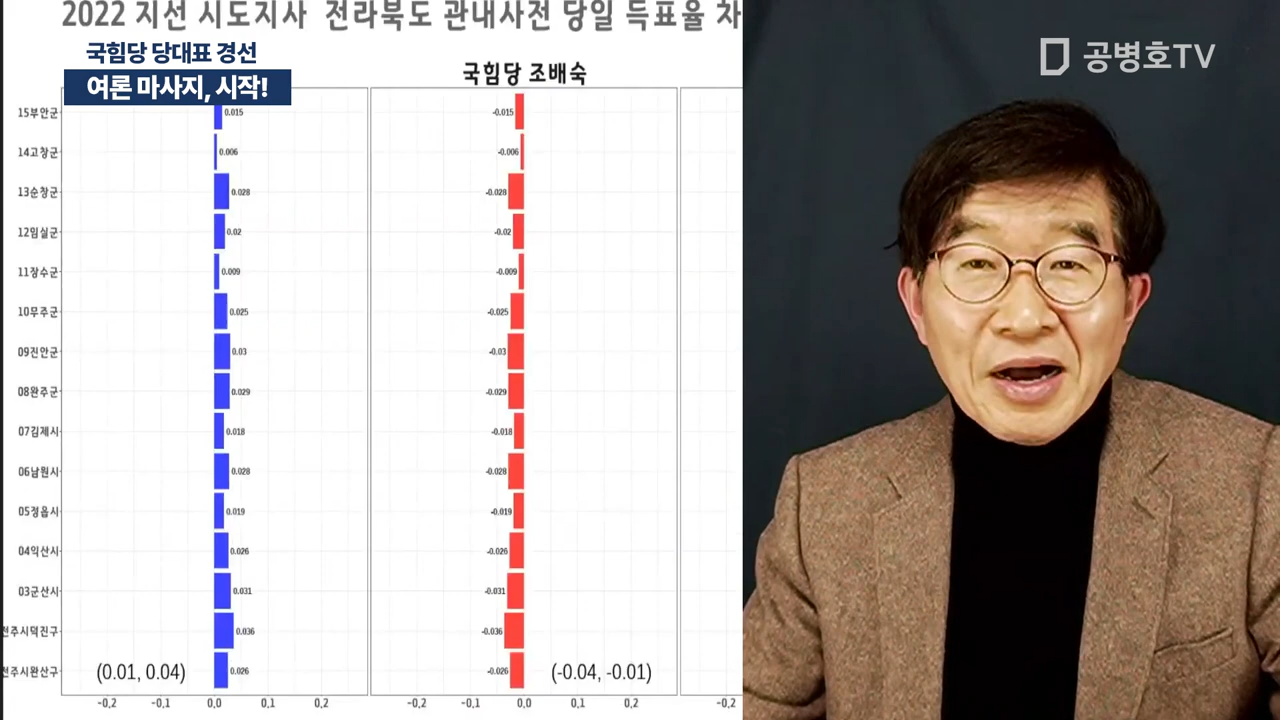 2022 지선 시도지사 전라북도 관내사전 당일 득표율 차
국힘당 당대표 경선
여론 마사지, 시작!
공병호TV
국힘당 조배숙
15부안군 0.015 -0.015
14고창군 0.006 -0.006
13순창군 0.028 -0.028
12임실군 0.02 -0.02
11장수군 0.009 -0.009
10무주군 0.025 -0.025
09진안군 0.03 -0.03
08완주군 0.029 -0.029
07김제시 0.018 -0.018
06남원시 0.028 -0.028
05정읍시 0.019 -0.019
04익산시 0.026 -0.026
03군산시 0.031 -0.031
전주시덕진구 0.036 -0.036
전주시완산구 0.026 -0.026
(0.01, 0.04) (-0.04, -0.01)
-0.2 -0.1 0.0 0.1 0.2 -0.2 -0.1 0.0 0.1 0.2 -0.2